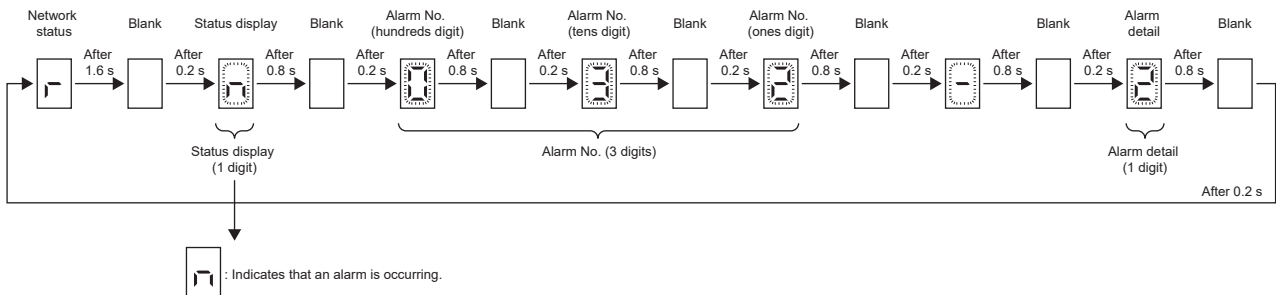 Network
status
Blank
Status display
Blank
Alarm No.
(hundreds digit)
Blank
Alarm No.
(tens digit)
Blank
Alarm No.
(ones digit)
Blank
Blank
Alarm
detail
Blank
r
After
1.6 s
After
0.2 s
n
After
0.8 s
After
0.2 s
0
After
0.8 s
After
0.2 s
3
After
0.8 s
After
0.2 s
2
After
0.8 s
After
0.2 s
-
After
0.8 s
After
0.2 s
2
After
0.8 s
Status display
(1 digit)
Alarm No. (3 digits)
Alarm detail
(1 digit)
After 0.2 s
n : Indicates that an alarm is occurring.